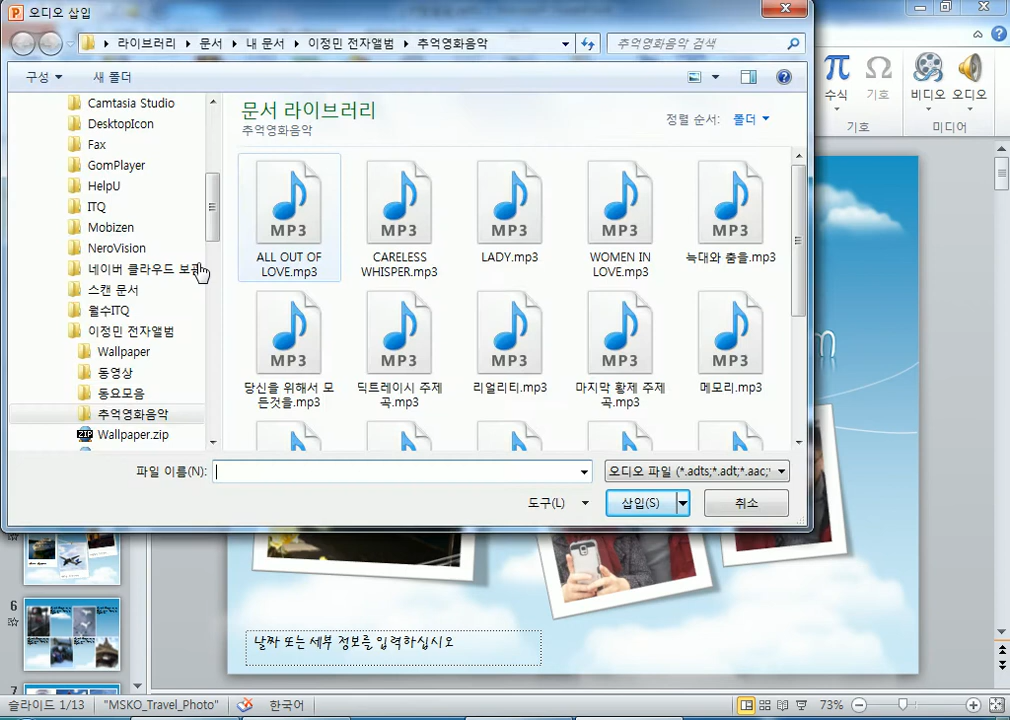 오디오 삽입
라이브러리 ▸ 문서 ▸ 내 문서 ▸ 이정민 전자앨범 ▸ 추억영화음악
추억영화음악 검색
구성
새 폴더
Camtasia Studio
DesktopIcon
Fax
GomPlayer
HelpU
ITQ
Mobizen
NeroVision
네이버 클라우드
스캔 문서
월수ITQ
이정민 전자앨범
Wallpaper
동영상
동요모음
추억영화음악
ZIP
Wallpaper.zip
문서 라이브러리
추억영화음악
정렬 순서: 폴더
MP3 MP3 MP3 MP3 MP3
ALL OUT OF
LOVE.mp3
CARELESS
WHISPER.mp3
LADY.mp3
WOMEN IN
LOVE.mp3
늑대와 춤을.mp3
MP3 MP3 MP3 MP3 MP3
당신을 위해서 모
든것을.mp3
딕트레이시 주제
곡.mp3
리얼리티.mp3
마지막 황제 주제
곡.mp3
메모리.mp3
파일 이름(N):
오디오 파일 (*.adts;*.adt;*.aac;
도구(L)
삽입(S)
취소
수식
기호
비디오
오디오
기호
미디어
날짜 또는 세부 정보를 입력하십시오
6
7
슬라이드 1/13
"MSKO_Travel_Photo"
한국어
73%